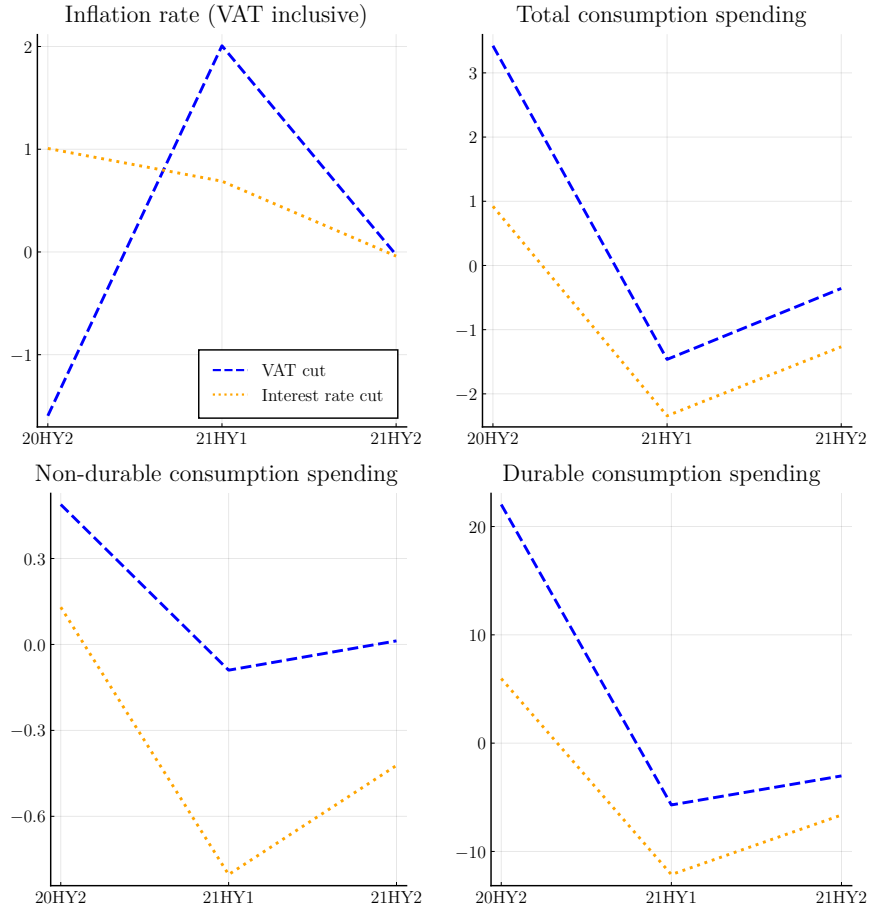 Inflation rate (VAT inclusive)
2
1
0
−1
20HY2
21HY1
21HY2
VAT cut
Interest rate cut
Total consumption spending
3
2
1
0
−1
−2
20HY2
21HY1
21HY2
Non-durable consumption spending
0.3
0.0
−0.3
−0.6
20HY2
21HY1
21HY2
Durable consumption spending
20
10
0
−10
20HY2
21HY1
21HY2